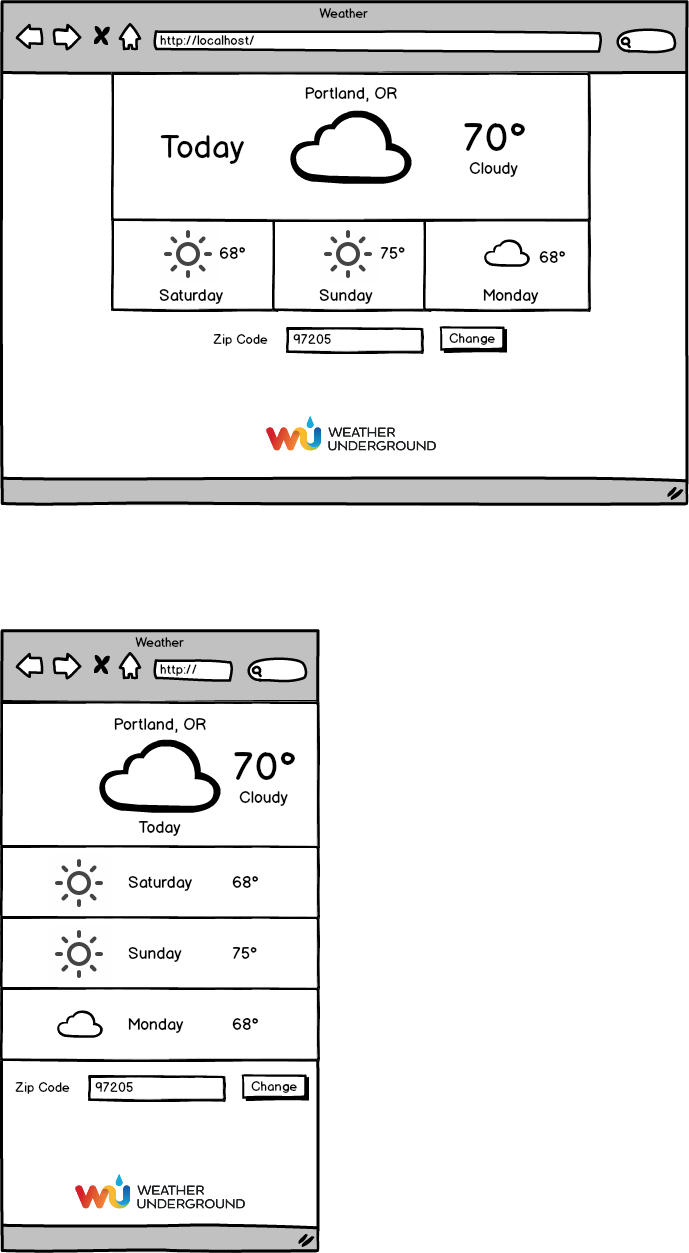 Weather
http://localhost/
Portland, OR
Today
70°
Cloudy
68°
Saturday
75°
Sunday
68°
Monday
Zip Code 97205 Change
WU WEATHER
UNDERGROUND
Weather
http://
Portland, OR
70°
Cloudy
Today
Saturday 68°
Sunday 75°
Monday 68°
Zip Code 97205 Change
WU WEATHER
UNDERGROUND